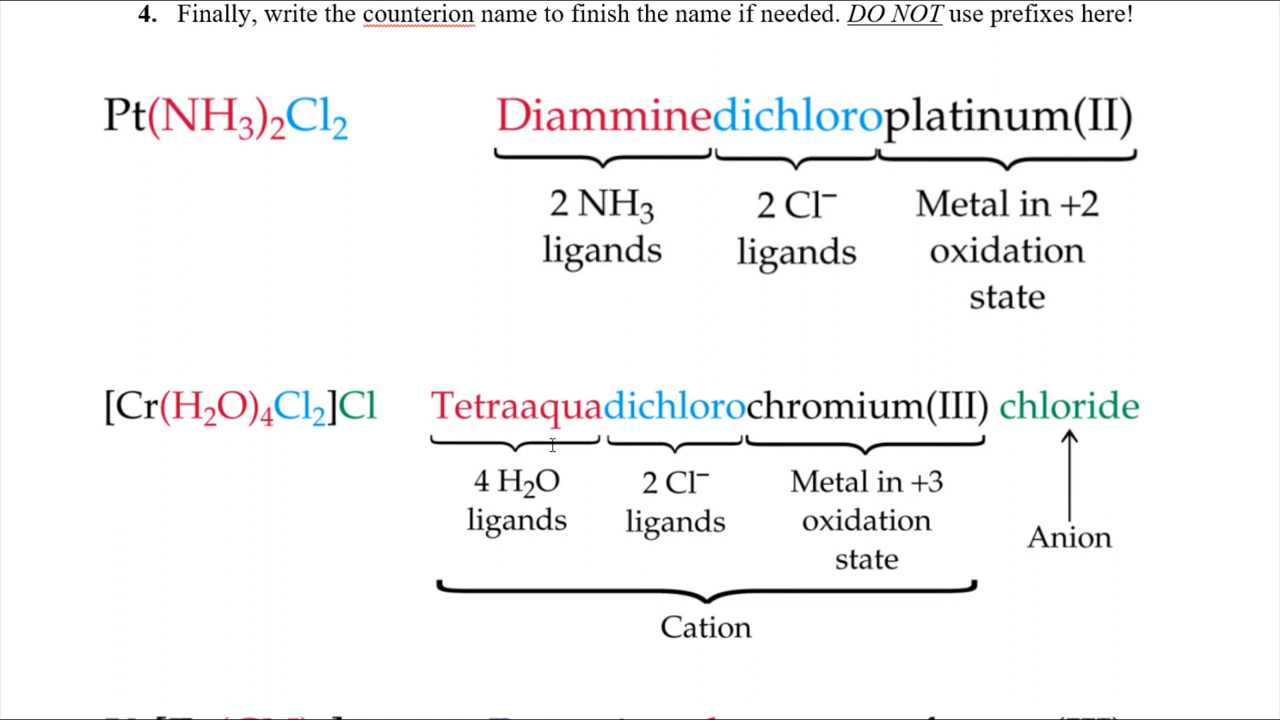 4. Finally, write the counterion name to finish the name if needed. DO NOT use prefixes here!
Pt(NH₃)₂Cl₂ Diamminedichloroplatinum(II)
2 NH₃ ligands
2 Cl⁻ ligands
Metal in +2 oxidation state
[Cr(H₂O)₄Cl₂]Cl Tetraaquadichlorochromium(III) chloride
4 H₂O ligands
2 Cl⁻ ligands
Metal in +3 oxidation state
Anion
Cation